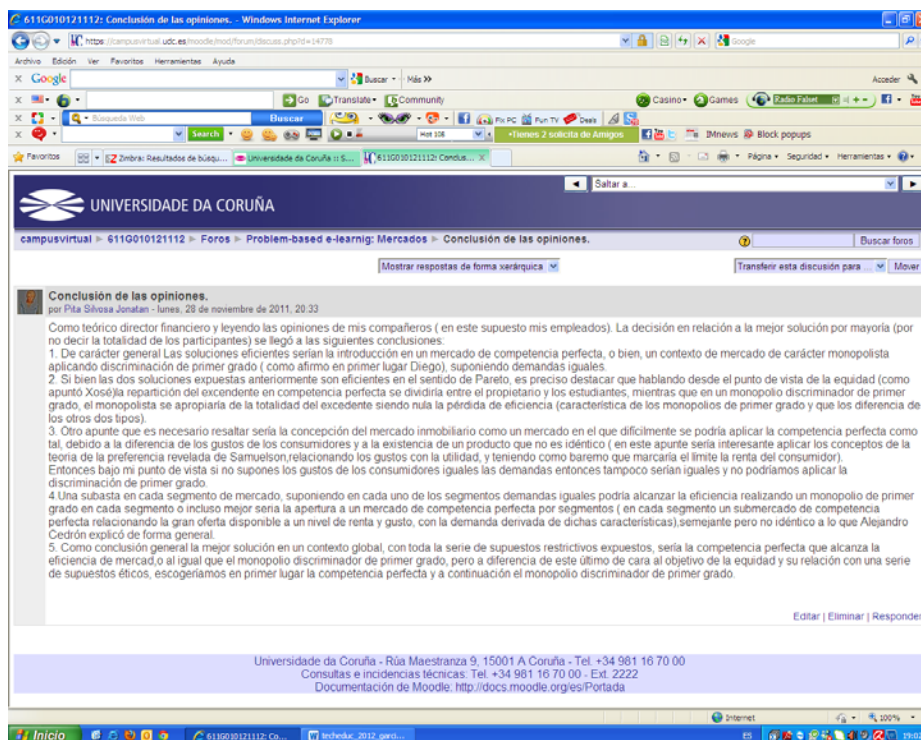 611G010121112: Conclusión de las opiniones. - Windows Internet Explorer
https://campusvirtual.udc.es/moodle/mod/forum/discuss.php?d=14778
Google
Archivo Edición Ver Favoritos Herramientas Ayuda
x Google Buscar Más >> Acceder
x Go Translate Community Casino Games Radio Falset
x Búsqueda Web Buscar Fix PC Fun TV Deals
x Search Hot 106 •Tienes 2 solicita de Amigos IMnews Block popups
Favoritos Zimbra: Resultados de búsqu... Universidade da Coruña :: S... 611G010121112: Conclus... X Página Seguridad Herramientas
Saltar a...
UNIVERSIDADE DA CORUÑA
campusvirtual ► 611G010121112 ► Foros ► Problem-based e-learnig: Mercados ► Conclusión de las opiniones. Buscar foros
Mostrar respostas de forma xerárquica Transferir esta discusión para ... Mover
Conclusión de las opiniones.
por Pita Silvosa Jonatan - lunes, 28 de noviembre de 2011, 20:33
Como teórico director financiero y leyendo las opiniones de mis compañeros ( en este supuesto mis empleados). La decisión en relación a la mejor solución por mayoría (por
no decir la totalidad de los participantes) se llegó a las siguientes conclusiones:
1. De carácter general Las soluciones eficientes serían la introducción en un mercado de competencia perfecta, o bien, un contexto de mercado de carácter monopolista
aplicando discriminación de primer grado ( como afirmo en primer lugar Diego), suponiendo demandas iguales.
2. Si bien las dos soluciones expuestas anteriormente son eficientes en el sentido de Pareto, es preciso destacar que hablando desde el punto de vista de la equidad (como
apuntó Xosé)la repartición del excendente en competencia perfecta se dividiría entre el propietario y los estudiantes, mientras que en un monopolio discriminador de primer
grado, el monopolista se apropiaría de la totalidad del excedente siendo nula la pérdida de eficiencia (característica de los monopolios de primer grado y que los diferencia de
los otros dos tipos).
3. Otro apunte que es necesario resaltar sería la concepción del mercado inmobiliario como un mercado en el que difícilmente se podría aplicar la competencia perfecta como
tal, debido a la diferencia de los gustos de los consumidores y a la existencia de un producto que no es idéntico ( en este apunte sería interesante aplicar los conceptos de la
teoria de la preferencia revelada de Samuelson,relacionando los gustos con la utilidad, y teniendo como baremo que marcaría el límite la renta del consumidor).
Entonces bajo mi punto de vista si no supones los gustos de los consumidores iguales las demandas entonces tampoco serían iguales y no podríamos aplicar la
discriminación de primer grado.
4.Una subasta en cada segmento de mercado, suponiendo en cada uno de los segmentos demandas iguales podría alcanzar la eficiencia realizando un monopolio de primer
grado en cada segmento o incluso mejor seria la apertura a un mercado de competencia perfecta por segmentos ( en cada segmento un submercado de competencia
perfecta relacionando la gran oferta disponible a un nivel de renta y gusto, con la demanda derivada de dichas características),semejante pero no idéntico a lo que Alejandro
Cedrón explicó de forma general.
5. Como conclusión general la mejor solución en un contexto global, con toda la serie de supuestos restrictivos expuestos, sería la competencia perfecta que alcanza la
eficiencia de mercad,o al igual que el monopolio discriminador de primer grado, pero a diferencia de este último de cara al objetivo de la equidad y su relación con una serie
de supuestos éticos, escogeríamos en primer lugar la competencia perfecta y a continuación el monopolio discriminador de primer grado.
Editar | Eliminar | Responder
Universidade da Coruña - Rúa Maestranza 9, 15001 A Coruña - Tel. +34 981 16 70 00
Consultas e incidencias técnicas: Tel. +34 981 16 70 00 - Ext. 2222
Documentación de Moodle: http://docs.moodle.org/es/Portada
Internet 100%
Inicio 611G010121112: Co... techeduc_2012_garci... ES